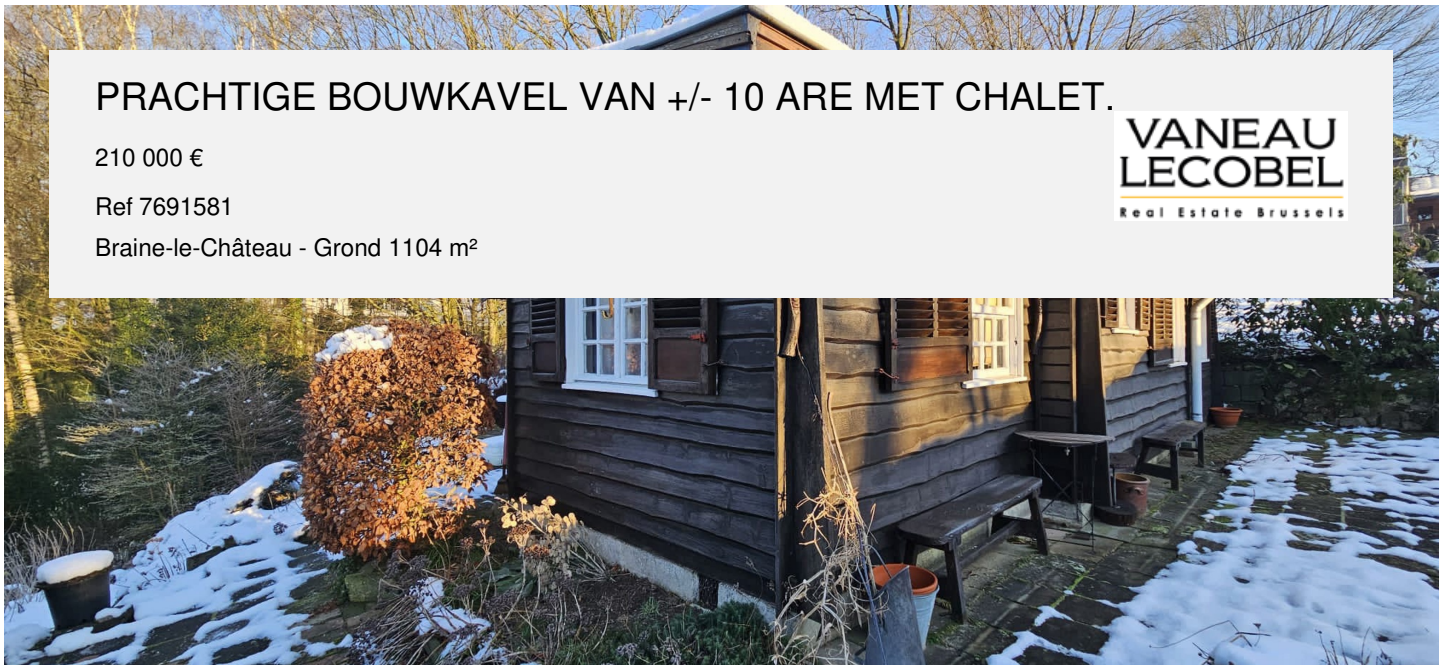 PRACHTIGE BOUWKAVEL VAN +/- 10 ARE MET CHALET.
210 000 €
Ref 7691581
Braine-le-Château - Grond 1104 m²
VANEAU
LECOBEL
Real Estate Brussels